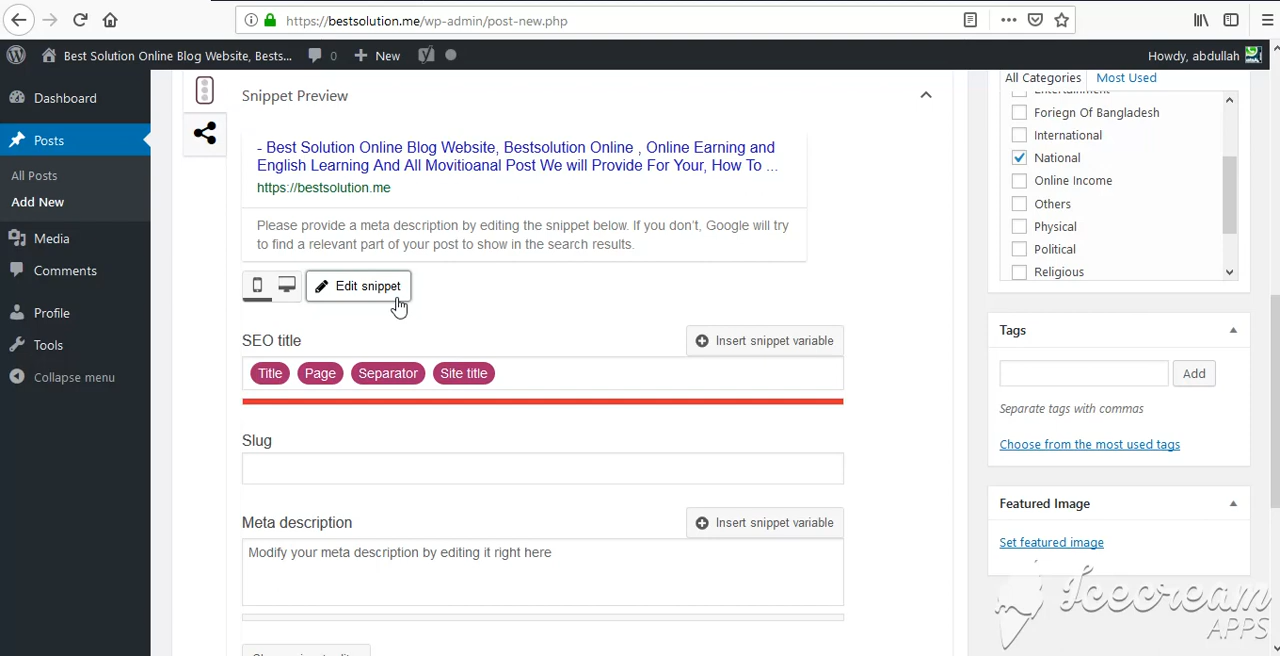 https://bestsolution.me/wp-admin/post-new.php
Best Solution Online Blog Website, Bests...
0
New
Howdy, abdullah
Dashboard
Posts
All Posts
Add New
Media
Comments
Profile
Tools
Collapse menu
Snippet Preview
- Best Solution Online Blog Website, Bestsolution Online , Online Earning and
English Learning And All Movitioanal Post We will Provide For Your, How To ...
https://bestsolution.me
Please provide a meta description by editing the snippet below. If you don't, Google will try
to find a relevant part of your post to show in the search results.
Edit snippet
SEO title
Insert snippet variable
Title Page Separator Site title
Slug
Meta description
Insert snippet variable
Modify your meta description by editing it right here
All Categories Most Used
Entertainment
Foriegn Of Bangladesh
International
National
Online Income
Others
Physical
Political
Religious
Tags
Add
Separate tags with commas
Choose from the most used tags
Featured Image
Set featured image
Icecream
APPS